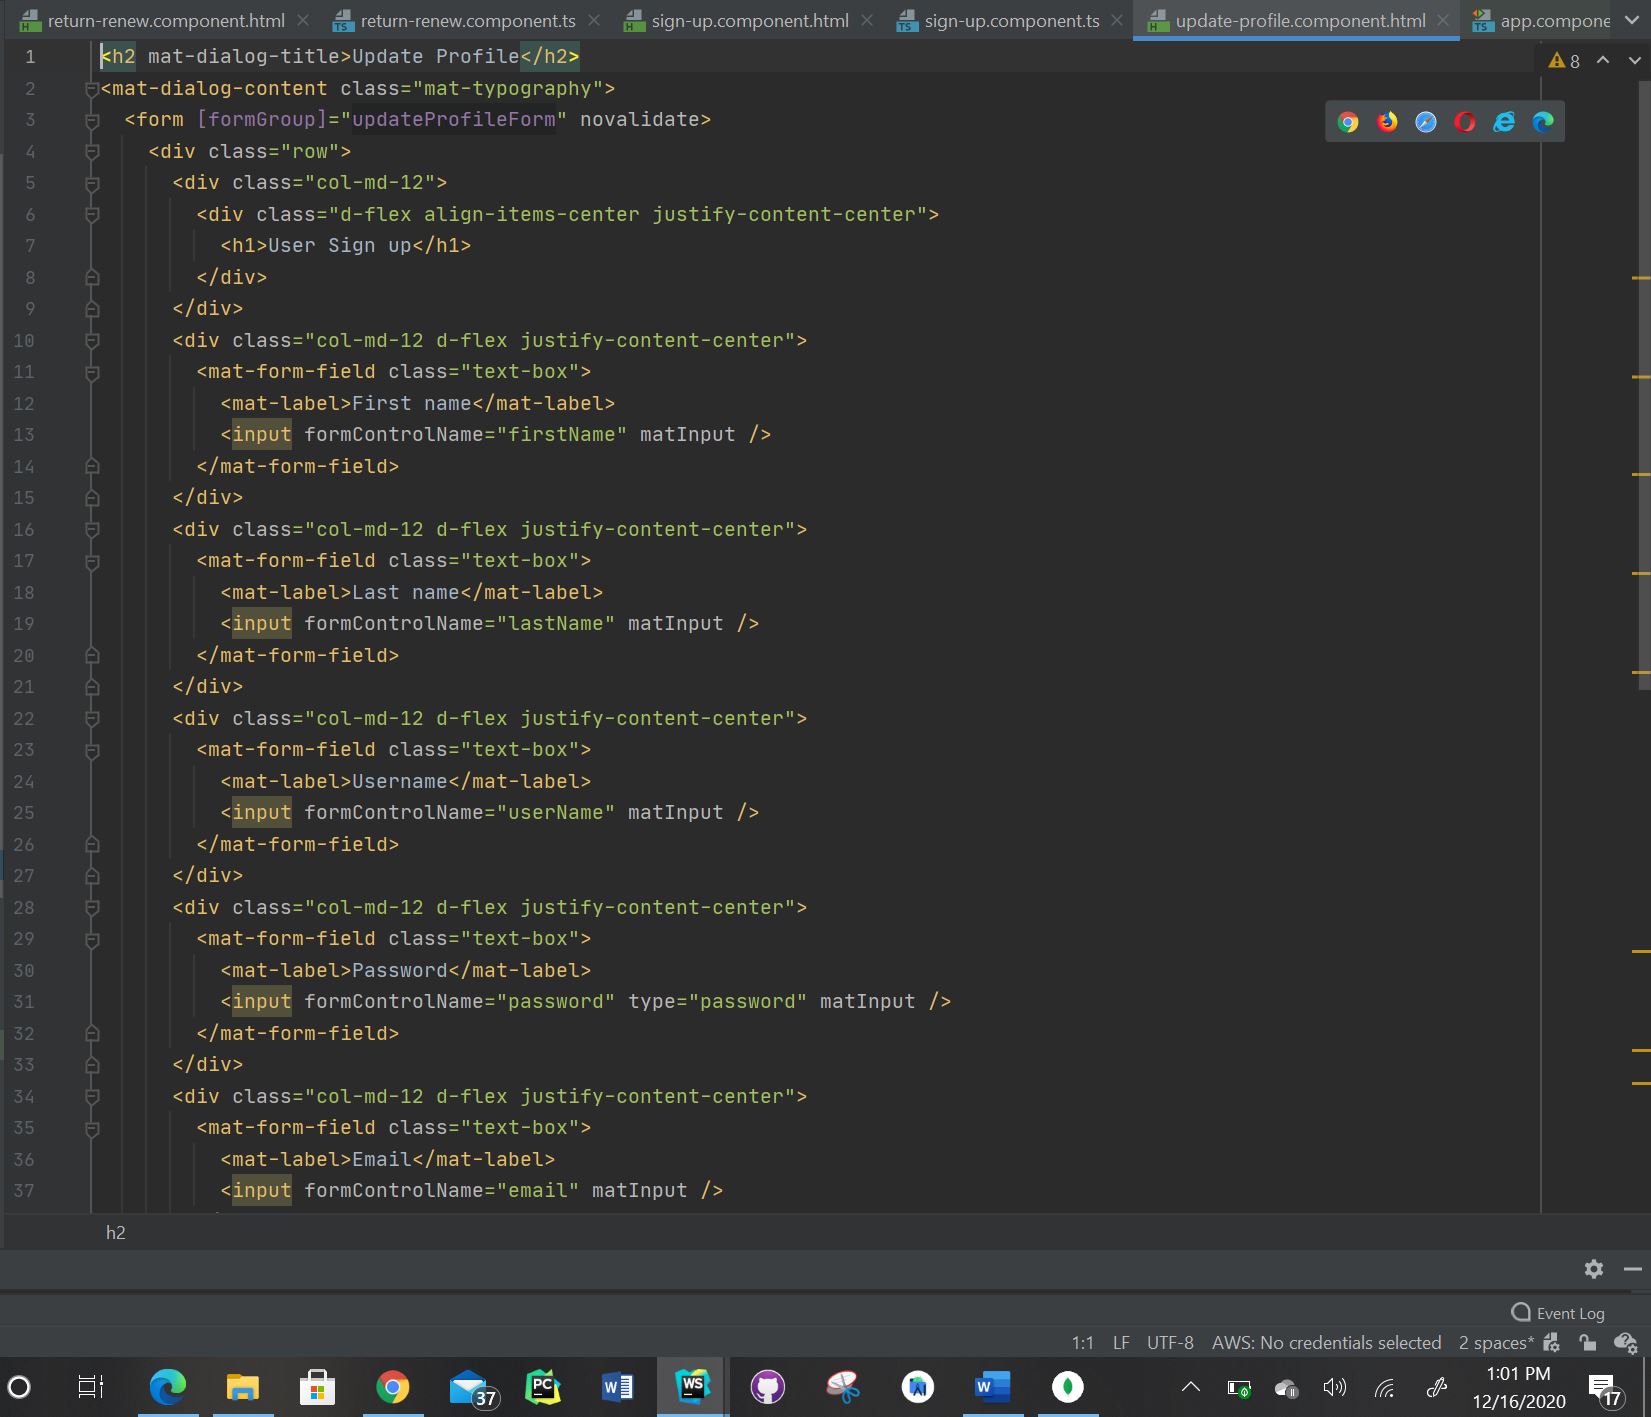 return-renew.component.html
return-renew.component.ts
sign-up.component.html
sign-up.component.ts
update-profile.component.html
app.compone
8
1 <h2 mat-dialog-title>Update Profile</h2>
2 <mat-dialog-content class="mat-typography">
3 <form [formGroup]="updateProfileForm" novalidate>
4 <div class="row">
5 <div class="col-md-12">
6 <div class="d-flex align-items-center justify-content-center">
7 <h1>User Sign up</h1>
8 </div>
9 </div>
10 <div class="col-md-12 d-flex justify-content-center">
11 <mat-form-field class="text-box">
12 <mat-label>First name</mat-label>
13 <input formControlName="firstName" matInput />
14 </mat-form-field>
15 </div>
16 <div class="col-md-12 d-flex justify-content-center">
17 <mat-form-field class="text-box">
18 <mat-label>Last name</mat-label>
19 <input formControlName="lastName" matInput />
20 </mat-form-field>
21 </div>
22 <div class="col-md-12 d-flex justify-content-center">
23 <mat-form-field class="text-box">
24 <mat-label>Username</mat-label>
25 <input formControlName="userName" matInput />
26 </mat-form-field>
27 </div>
28 <div class="col-md-12 d-flex justify-content-center">
29 <mat-form-field class="text-box">
30 <mat-label>Password</mat-label>
31 <input formControlName="password" type="password" matInput />
32 </mat-form-field>
33 </div>
34 <div class="col-md-12 d-flex justify-content-center">
35 <mat-form-field class="text-box">
36 <mat-label>Email</mat-label>
37 <input formControlName="email" matInput />
h2
Event Log
1:1 LF UTF-8 AWS: No credentials selected 2 spaces*
37
PC
W
WS
W
1:01 PM
12/16/2020
17